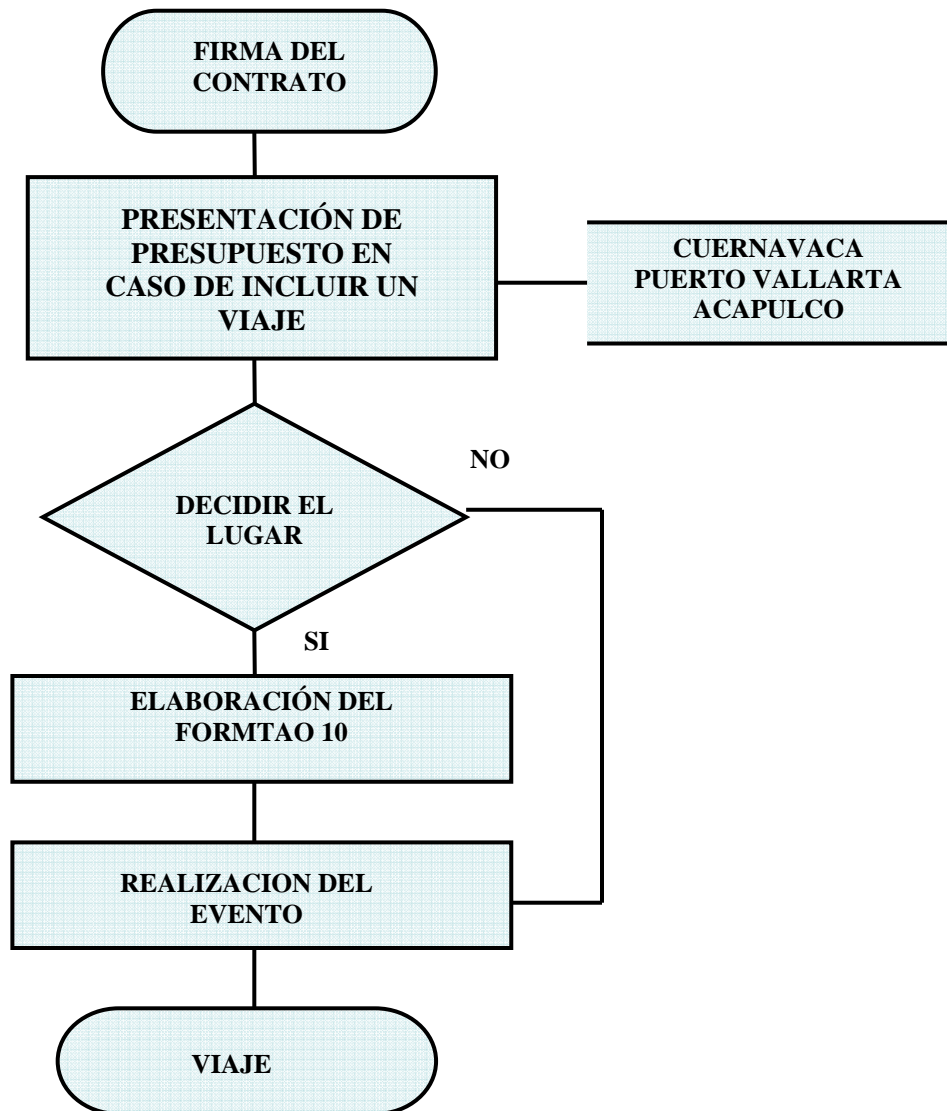 FIRMA DEL
CONTRATO
PRESENTACIÓN DE
PRESUPUESTO EN
CASO DE INCLUIR UN
VIAJE
CUERNAVACA
PUERTO VALLARTA
ACAPULCO
NO
DECIDIR EL
LUGAR
SI
ELABORACIÓN DEL
FORMTAO 10
REALIZACION DEL
EVENTO
VIAJE